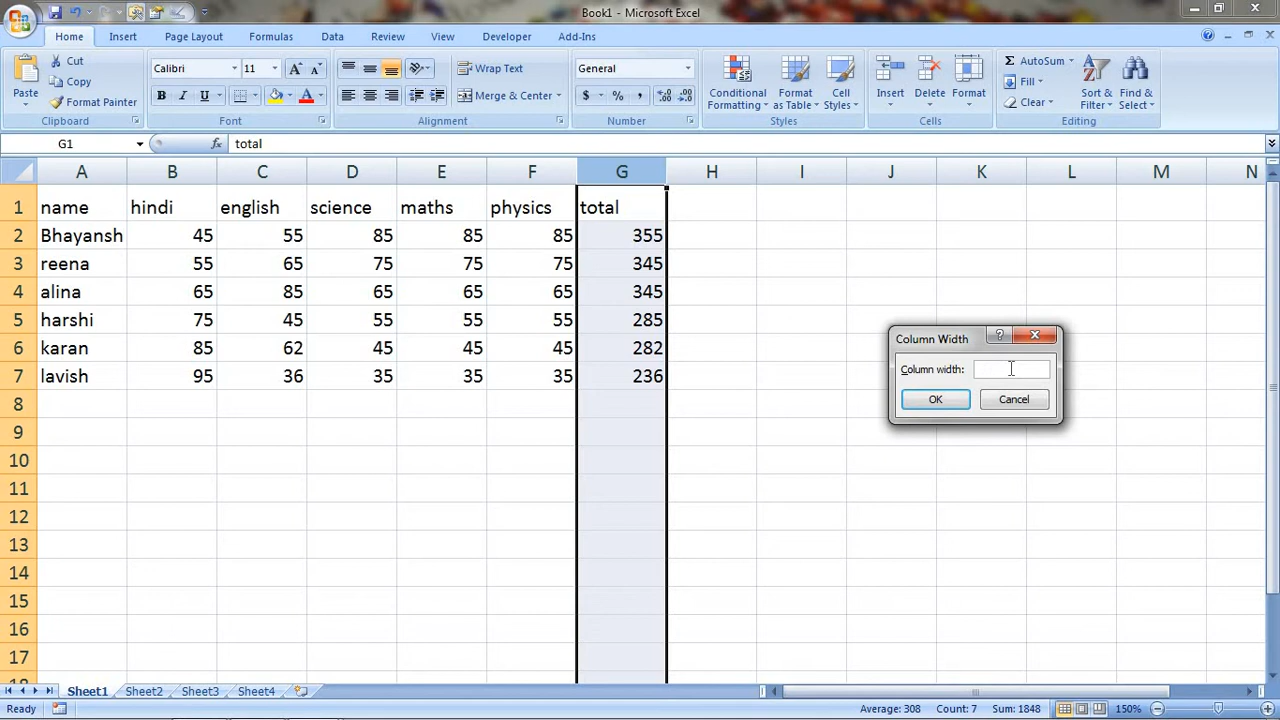 Book1 - Microsoft Excel
Home Insert Page Layout Formulas Data Review View Developer Add-Ins
Paste
Cut
Copy
Format Painter
Clipboard
Calibri 11
B I U
Font
Wrap Text
Merge & Center
Alignment
General
$ % ,
Number
Conditional Formatting
Format as Table
Cell Styles
Styles
Insert Delete Format
Cells
AutoSum
Fill
Clear
Sort & Filter
Find & Select
Editing
G1 fx total
A B C D E F G H I J K L M N
1 name hindi english science maths physics total
2 Bhayansh 45 55 85 85 85 355
3 reena 55 65 75 75 75 345
4 alina 65 85 65 65 65 345
5 harshi 75 45 55 55 55 285
6 karan 85 62 45 45 45 282
7 lavish 95 36 35 35 35 236
8
9
10
11
12
13
14
15
16
17
18
Column Width
Column width:
OK Cancel
Sheet1 Sheet2 Sheet3 Sheet4
Ready Average: 308 Count: 7 Sum: 1848 150%